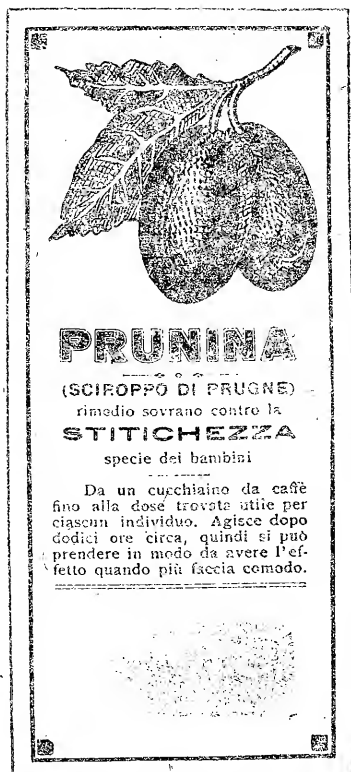 PRUNINA
(SCIROPPO DI PRUGNE)
rimedio sovrano contro la
STITICHEZZA
specie dei bambini
Da un cucchiaino da caffè
fino alla dose trovata utile per
ciascun individuo. Agisce dopo
dodici ore circa, quindi si può
prendere in modo da avere l'ef-
fetto quando più faccia comodo.